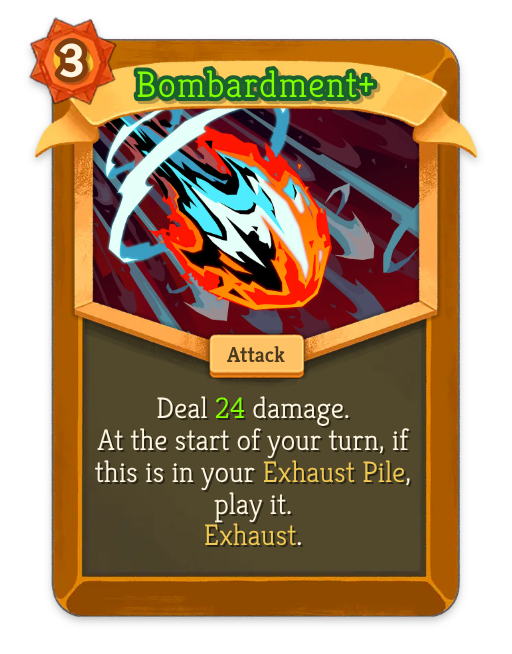 3
Bombardment+
Attack
Deal 24 damage.
At the start of your turn, if
this is in your Exhaust Pile,
play it.
Exhaust.